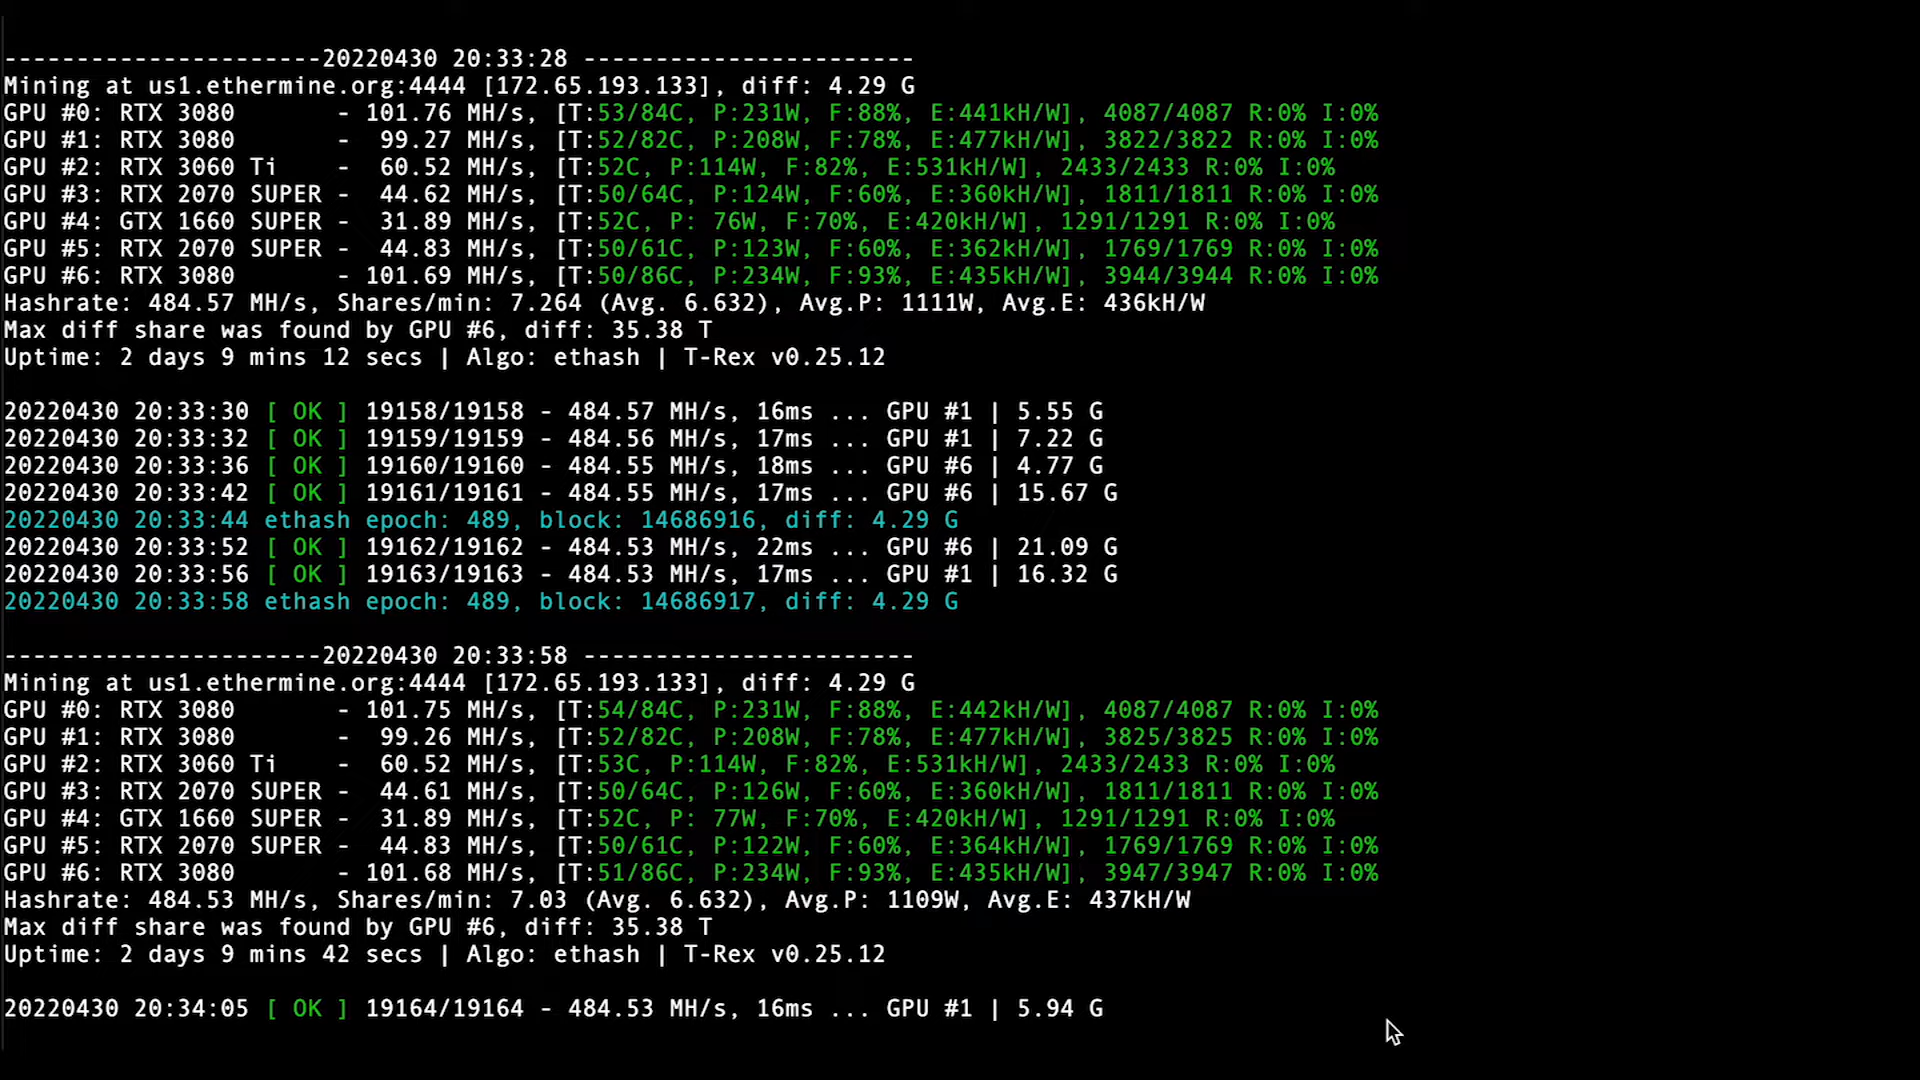 ----------------------20220430 20:33:28 -----------------------
Mining at us1.ethermine.org:4444 [172.65.193.133], diff: 4.29 G
GPU #0: RTX 3080       - 101.76 MH/s, [T:53/84C, P:231W, F:88%, E:441kH/W], 4087/4087 R:0% I:0%
GPU #1: RTX 3080       -  99.27 MH/s, [T:52/82C, P:208W, F:78%, E:477kH/W], 3822/3822 R:0% I:0%
GPU #2: RTX 3060 Ti    -  60.52 MH/s, [T:52C, P:114W, F:82%, E:531kH/W], 2433/2433 R:0% I:0%
GPU #3: RTX 2070 SUPER -  44.62 MH/s, [T:50/64C, P:124W, F:60%, E:360kH/W], 1811/1811 R:0% I:0%
GPU #4: GTX 1660 SUPER -  31.89 MH/s, [T:52C, P: 76W, F:70%, E:420kH/W], 1291/1291 R:0% I:0%
GPU #5: RTX 2070 SUPER -  44.83 MH/s, [T:50/61C, P:123W, F:60%, E:362kH/W], 1769/1769 R:0% I:0%
GPU #6: RTX 3080       - 101.69 MH/s, [T:50/86C, P:234W, F:93%, E:435kH/W], 3944/3944 R:0% I:0%
Hashrate: 484.57 MH/s, Shares/min: 7.264 (Avg. 6.632), Avg.P: 1111W, Avg.E: 436kH/W
Max diff share was found by GPU #6, diff: 35.38 T
Uptime: 2 days 9 mins 12 secs | Algo: ethash | T-Rex v0.25.12
20220430 20:33:30 [ OK ] 19158/19158 - 484.57 MH/s, 16ms ... GPU #1 | 5.55 G
20220430 20:33:32 [ OK ] 19159/19159 - 484.56 MH/s, 17ms ... GPU #1 | 7.22 G
20220430 20:33:36 [ OK ] 19160/19160 - 484.55 MH/s, 18ms ... GPU #6 | 4.77 G
20220430 20:33:42 [ OK ] 19161/19161 - 484.55 MH/s, 17ms ... GPU #6 | 15.67 G
20220430 20:33:44 ethash epoch: 489, block: 14686916, diff: 4.29 G
20220430 20:33:52 [ OK ] 19162/19162 - 484.53 MH/s, 22ms ... GPU #6 | 21.09 G
20220430 20:33:56 [ OK ] 19163/19163 - 484.53 MH/s, 17ms ... GPU #1 | 16.32 G
20220430 20:33:58 ethash epoch: 489, block: 14686917, diff: 4.29 G
----------------------20220430 20:33:58 -----------------------
Mining at us1.ethermine.org:4444 [172.65.193.133], diff: 4.29 G
GPU #0: RTX 3080       - 101.75 MH/s, [T:54/84C, P:231W, F:88%, E:442kH/W], 4087/4087 R:0% I:0%
GPU #1: RTX 3080       -  99.26 MH/s, [T:52/82C, P:208W, F:78%, E:477kH/W], 3825/3825 R:0% I:0%
GPU #2: RTX 3060 Ti    -  60.52 MH/s, [T:53C, P:114W, F:82%, E:531kH/W], 2433/2433 R:0% I:0%
GPU #3: RTX 2070 SUPER -  44.61 MH/s, [T:50/64C, P:126W, F:60%, E:360kH/W], 1811/1811 R:0% I:0%
GPU #4: GTX 1660 SUPER -  31.89 MH/s, [T:52C, P: 77W, F:70%, E:420kH/W], 1291/1291 R:0% I:0%
GPU #5: RTX 2070 SUPER -  44.83 MH/s, [T:50/61C, P:122W, F:60%, E:364kH/W], 1769/1769 R:0% I:0%
GPU #6: RTX 3080       - 101.68 MH/s, [T:51/86C, P:234W, F:93%, E:435kH/W], 3947/3947 R:0% I:0%
Hashrate: 484.53 MH/s, Shares/min: 7.03 (Avg. 6.632), Avg.P: 1109W, Avg.E: 437kH/W
Max diff share was found by GPU #6, diff: 35.38 T
Uptime: 2 days 9 mins 42 secs | Algo: ethash | T-Rex v0.25.12
20220430 20:34:05 [ OK ] 19164/19164 - 484.53 MH/s, 16ms ... GPU #1 | 5.94 G